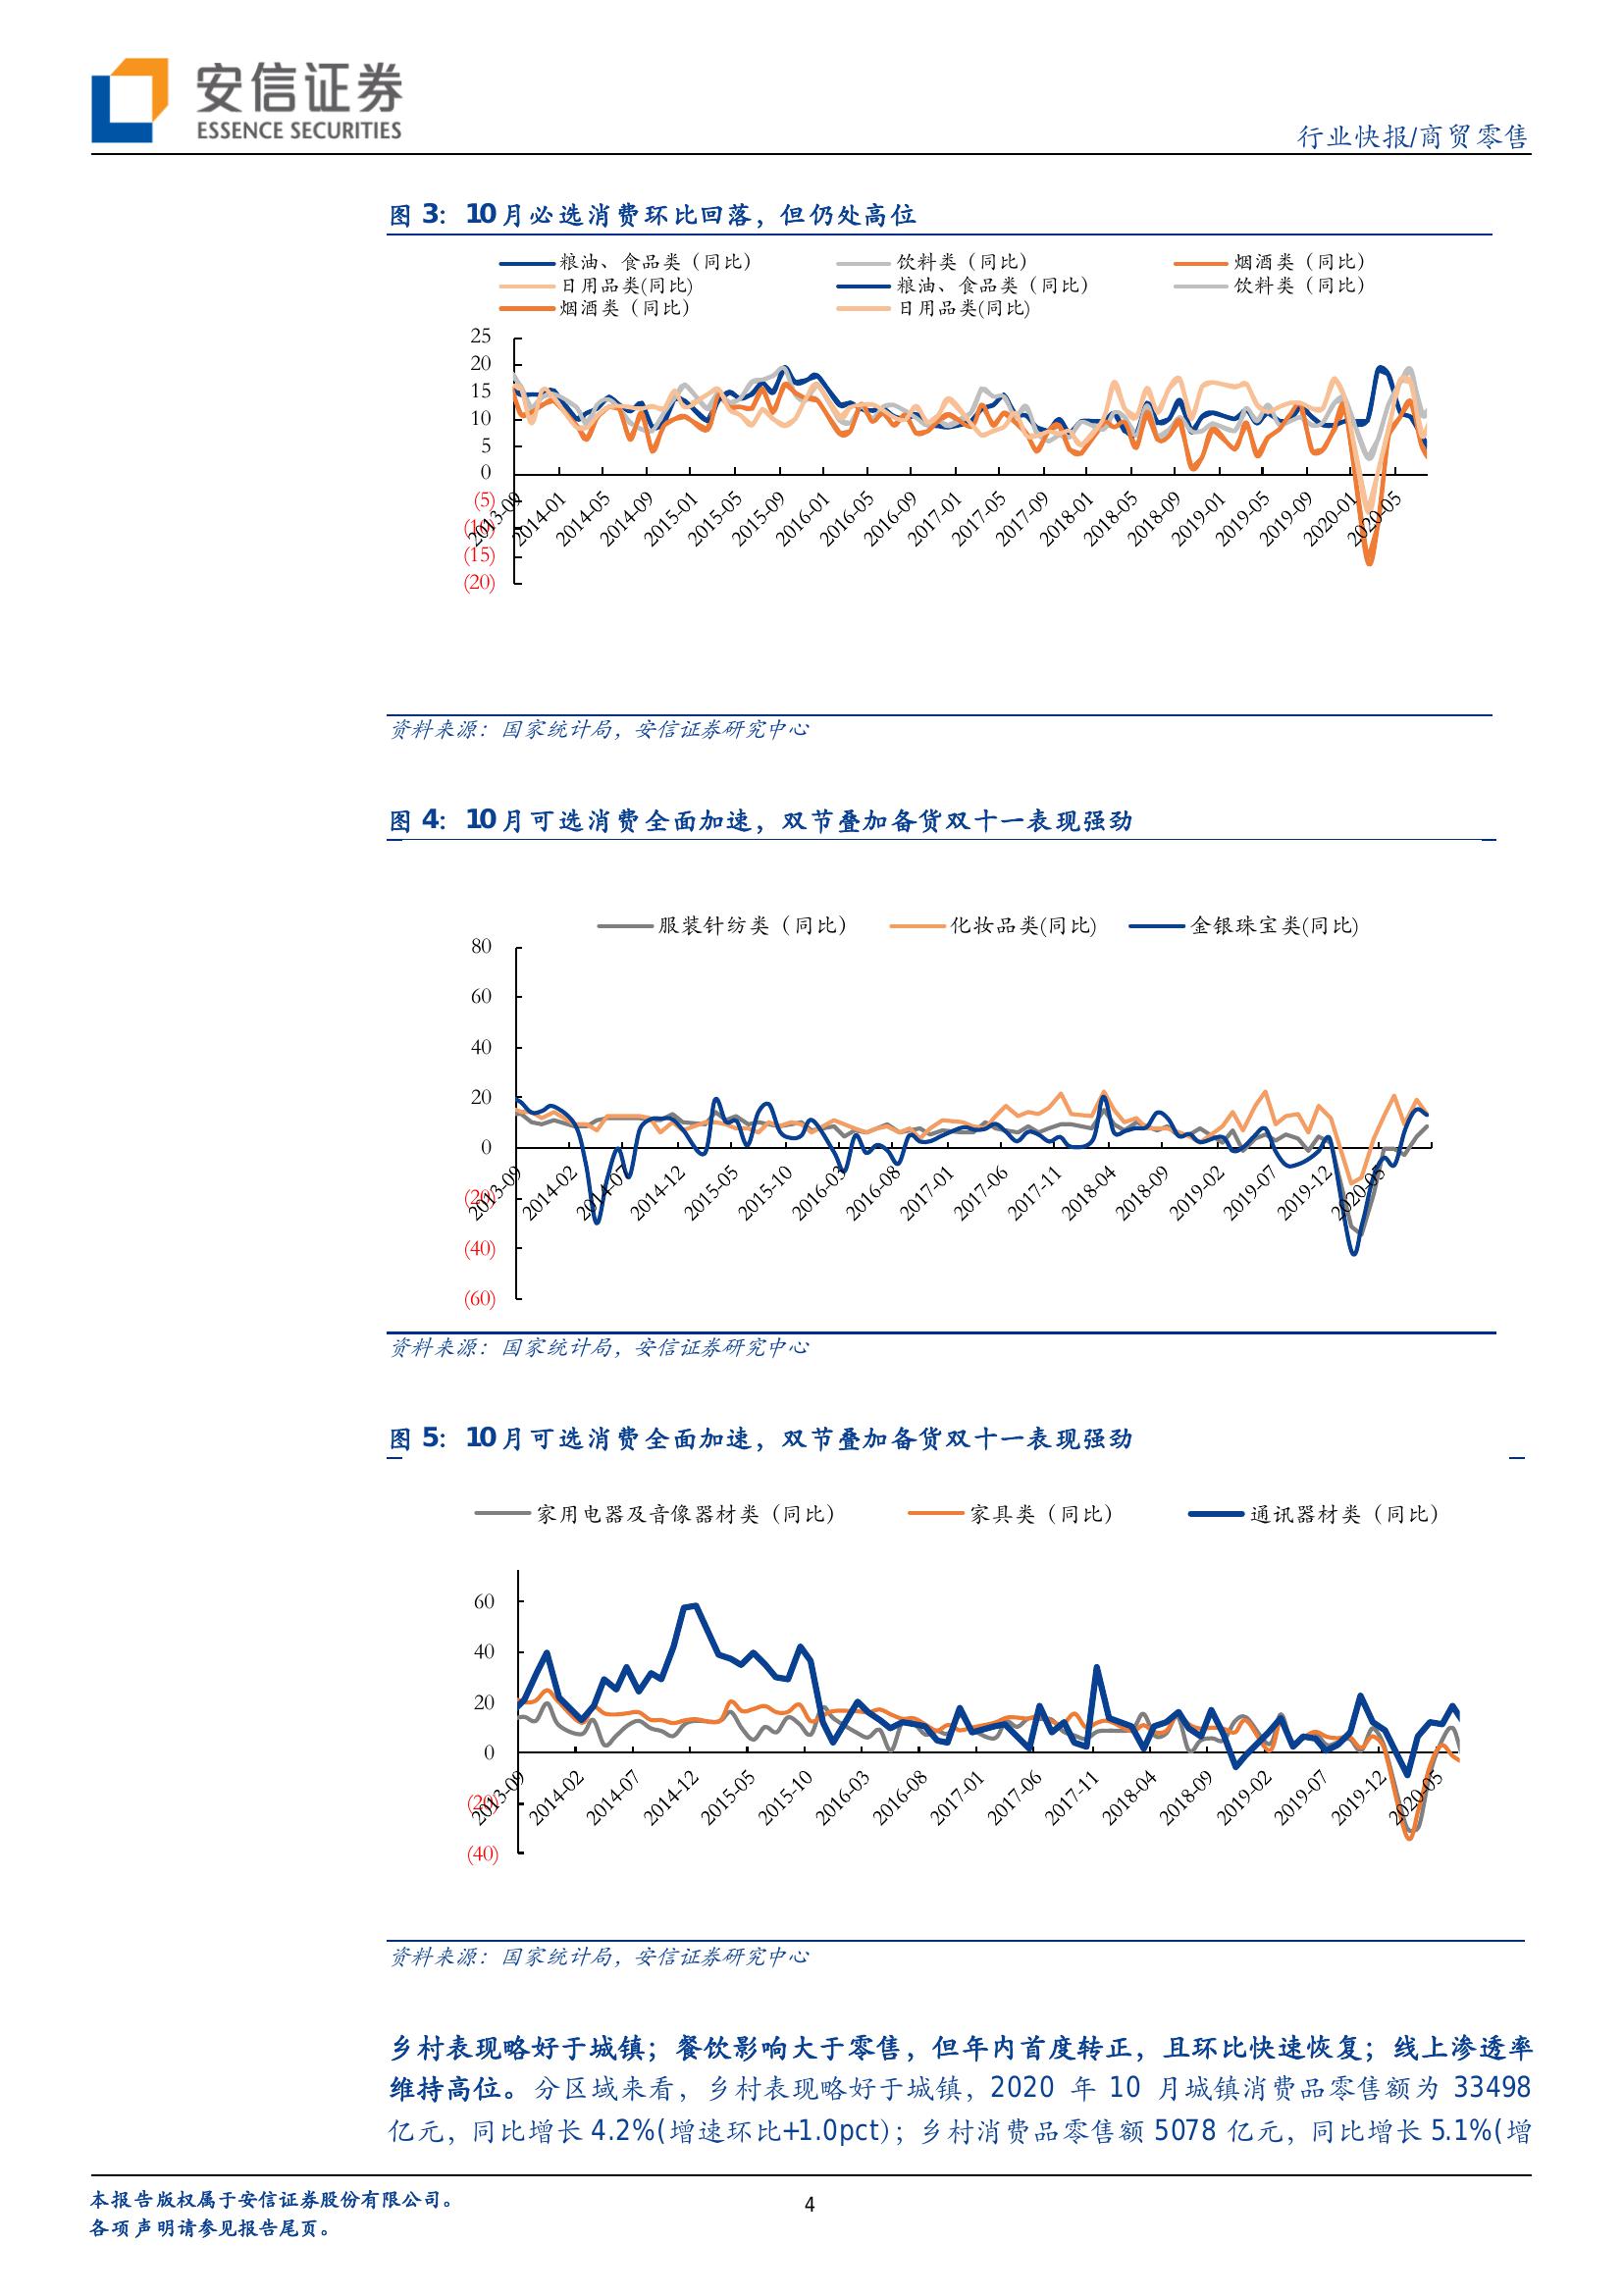 安信证券
ESSENCE SECURITIES
行业快报/商贸零售
图 3：10月必选消费环比回落，但仍处高位
粮油、食品类（同比） 饮料类（同比） 烟酒类（同比）
日用品类(同比) 粮油、食品类（同比） 饮料类（同比）
烟酒类（同比） 日用品类(同比)
25
20
15
10
5
0
(5)
(10)
(15)
(20)
2013-09 2014-01 2014-05 2014-09 2015-01 2015-05 2015-09 2016-01 2016-05 2016-09 2017-01 2017-05 2017-09 2018-01 2018-05 2018-09 2019-01 2019-05 2019-09 2020-01 2020-05
资料来源：国家统计局，安信证券研究中心
图 4：10月可选消费全面加速，双节叠加备货双十一表现强劲
服装针纺类（同比） 化妆品类(同比) 金银珠宝类(同比)
80
60
40
20
0
(20)
(40)
(60)
2013-09 2014-02 2014-07 2014-12 2015-05 2015-10 2016-03 2016-08 2017-01 2017-06 2017-11 2018-04 2018-09 2019-02 2019-07 2019-12 2020-05
资料来源：国家统计局，安信证券研究中心
图 5：10月可选消费全面加速，双节叠加备货双十一表现强劲
家用电器及音像器材类（同比） 家具类（同比） 通讯器材类（同比）
60
40
20
0
(20)
(40)
2013-09 2014-02 2014-07 2014-12 2015-05 2015-10 2016-03 2016-08 2017-01 2017-06 2017-11 2018-04 2018-09 2019-02 2019-07 2019-12 2020-05
资料来源：国家统计局，安信证券研究中心
乡村表现略好于城镇；餐饮影响大于零售，但年内首度转正，且环比快速恢复；线上渗透率
维持高位。分区域来看，乡村表现略好于城镇，2020 年 10 月城镇消费品零售额为 33498
亿元，同比增长 4.2%(增速环比+1.0pct)；乡村消费品零售额 5078 亿元，同比增长 5.1%(增
本报告版权属于安信证券股份有限公司。
各项声明请参见报告尾页。
4